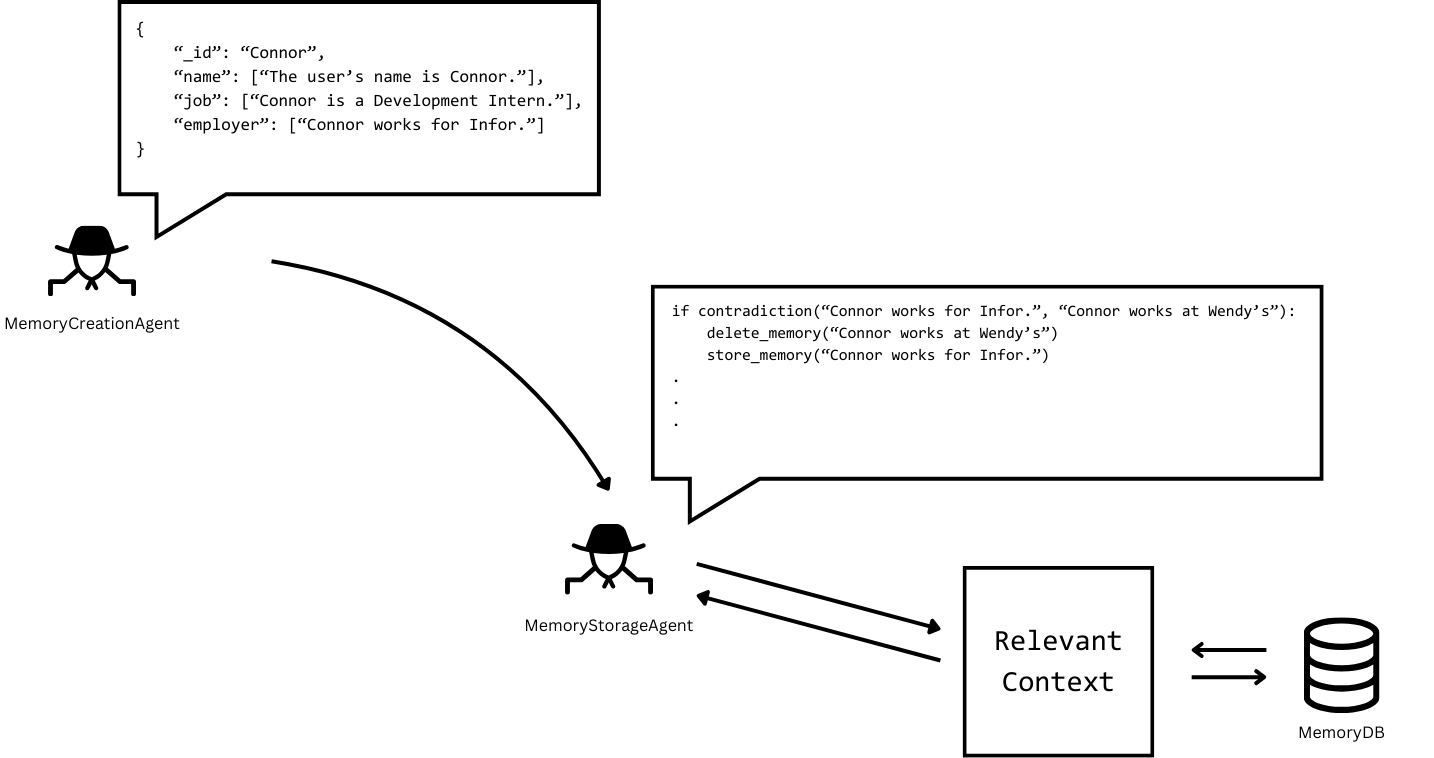 {
“_id”: “Connor”,
“name”: [“The user’s name is Connor.”],
“job”: [“Connor is a Development Intern.”],
“employer”: [“Connor works for Infor.”]
}
MemoryCreationAgent
if contradiction(“Connor works for Infor.”, “Connor works at Wendy’s”):
delete_memory(“Connor works at Wendy’s”)
store_memory(“Connor works for Infor.”)
.
.
.
MemoryStorageAgent
Relevant
Context
MemoryDB